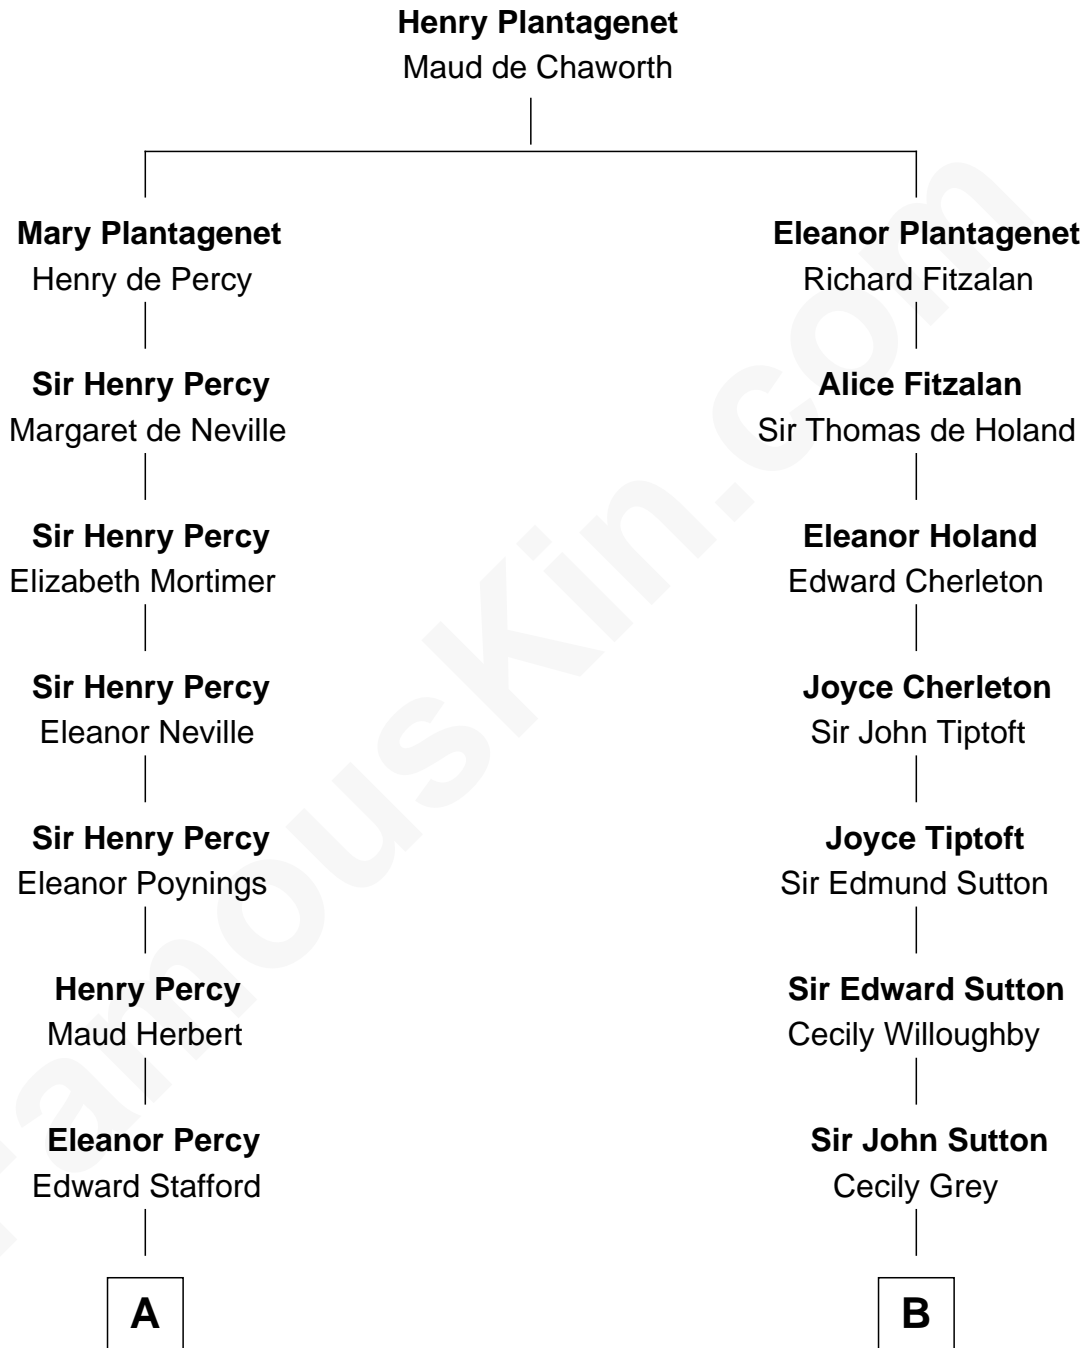 Henry Plantagenet
Maud de Chaworth
Mary Plantagenet
Henry de Percy
Sir Henry Percy
Margaret de Neville
Sir Henry Percy
Elizabeth Mortimer
Sir Henry Percy
Eleanor Neville
Sir Henry Percy
Eleanor Poynings
Henry Percy
Maud Herbert
Eleanor Percy
Edward Stafford
A
Eleanor Plantagenet
Richard Fitzalan
Alice Fitzalan
Sir Thomas de Holand
Eleanor Holand
Edward Cherleton
Joyce Cherleton
Sir John Tiptoft
Joyce Tiptoft
Sir Edmund Sutton
Sir Edward Sutton
Cecily Willoughby
Sir John Sutton
Cecily Grey
B
FamousKin.com